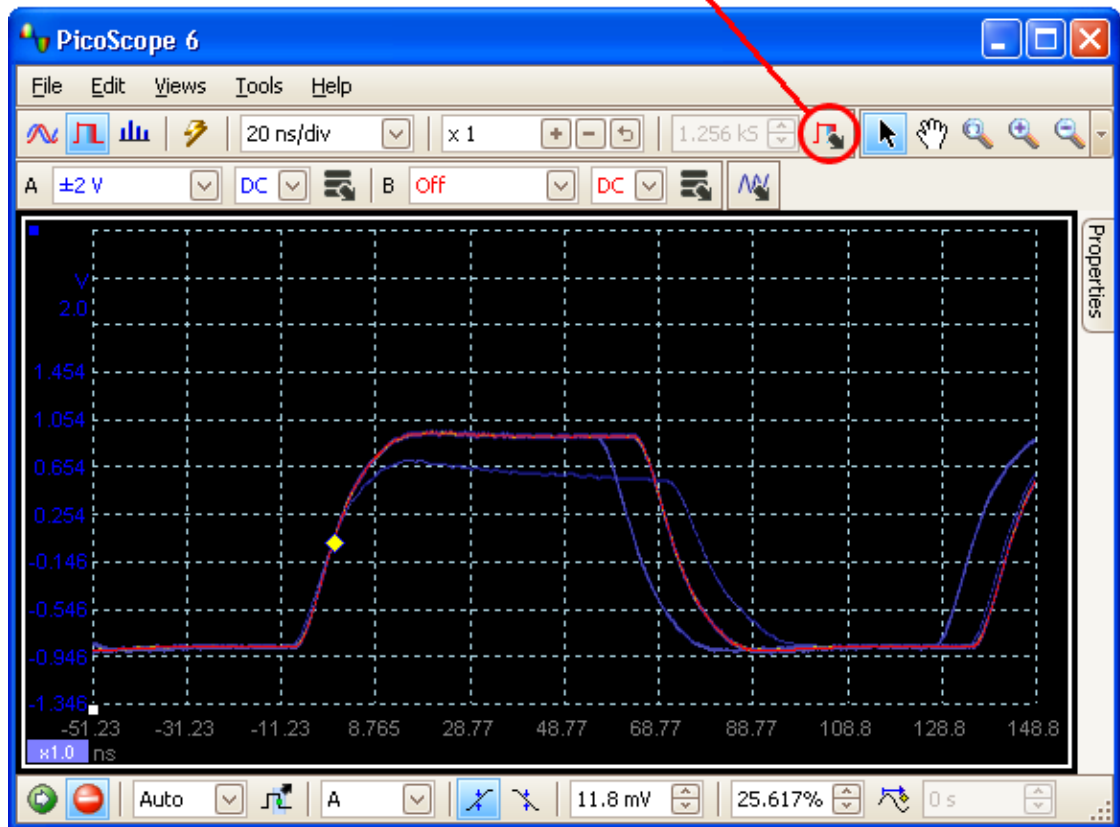 PicoScope 6
File Edit Views Tools Help
20 ns/div x 1 1.256 kS
A ±2 V DC B Off DC
Properties
V
2.0
1.454
1.054
0.654
0.254
-0.146
-0.546
-0.946
-1.346
-51.23 -31.23 -11.23 8.765 28.77 48.77 68.77 88.77 108.8 128.8 148.8
x1.0 ns
Auto A 11.8 mV 25.617% 0 s